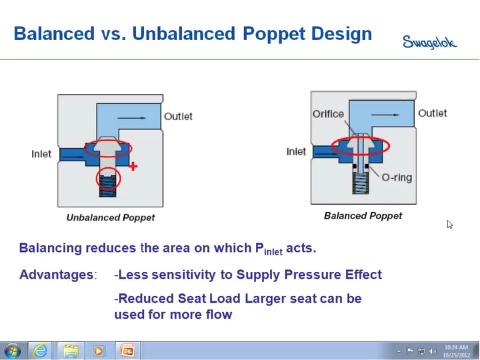 Balanced vs. Unbalanced Poppet Design
Swagelok
Outlet
Inlet
Unbalanced Poppet
Orifice
Outlet
Inlet
O-ring
Balanced Poppet
Balancing reduces the area on which Pinlet acts.
Advantages: -Less sensitivity to Supply Pressure Effect
-Reduced Seat Load Larger seat can be
used for more flow
10:24 AM
10/25/2012